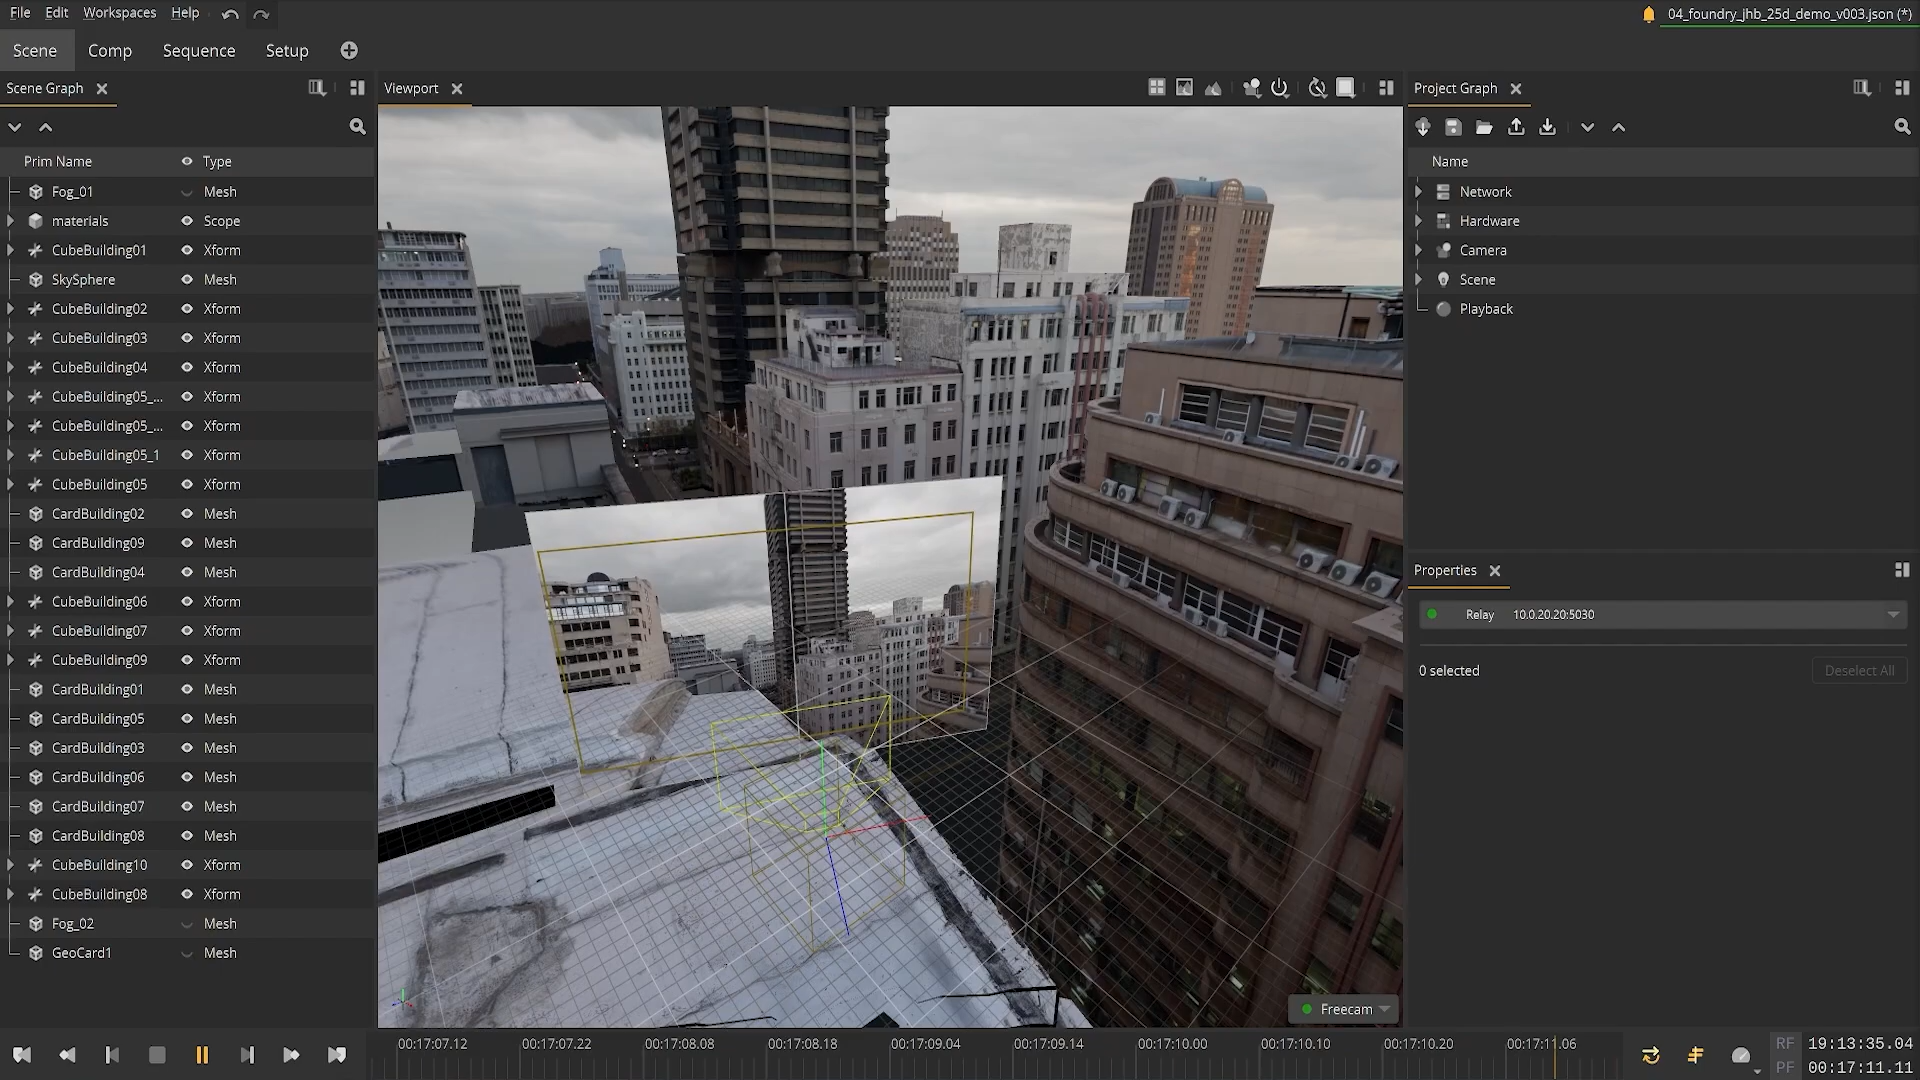 File Edit Workspaces Help
04_foundry_jhb_25d_demo_v003.json (*)
Scene Comp Sequence Setup
Scene Graph
Viewport
Project Graph
Prim Name Type
Name
Fog_01 Mesh
Network
materials Scope
Hardware
CubeBuilding01 Xform
Camera
SkySphere Mesh
Scene
CubeBuilding02 Xform
Playback
CubeBuilding03 Xform
CubeBuilding04 Xform
CubeBuilding05_... Xform
CubeBuilding05_... Xform
CubeBuilding05_1 Xform
CubeBuilding05 Xform
CardBuilding02 Mesh
CardBuilding09 Mesh
CardBuilding04 Mesh
Properties
CubeBuilding06 Xform
Relay 10.0.20.20:5030
CubeBuilding07 Xform
CubeBuilding09 Xform
0 selected Deselect All
CardBuilding01 Mesh
CardBuilding05 Mesh
CardBuilding03 Mesh
CardBuilding06 Mesh
CardBuilding07 Mesh
CardBuilding08 Mesh
CubeBuilding10 Xform
CubeBuilding08 Xform
Fog_02 Mesh
GeoCard1 Mesh
Freecam
00:17:07.12 00:17:07.22 00:17:08.08 00:17:08.18 00:17:09.04 00:17:09.14 00:17:10.00 00:17:10.10 00:17:10.20 00:17:11.06
RF 19:13:35.04
PF 00:17:11.11